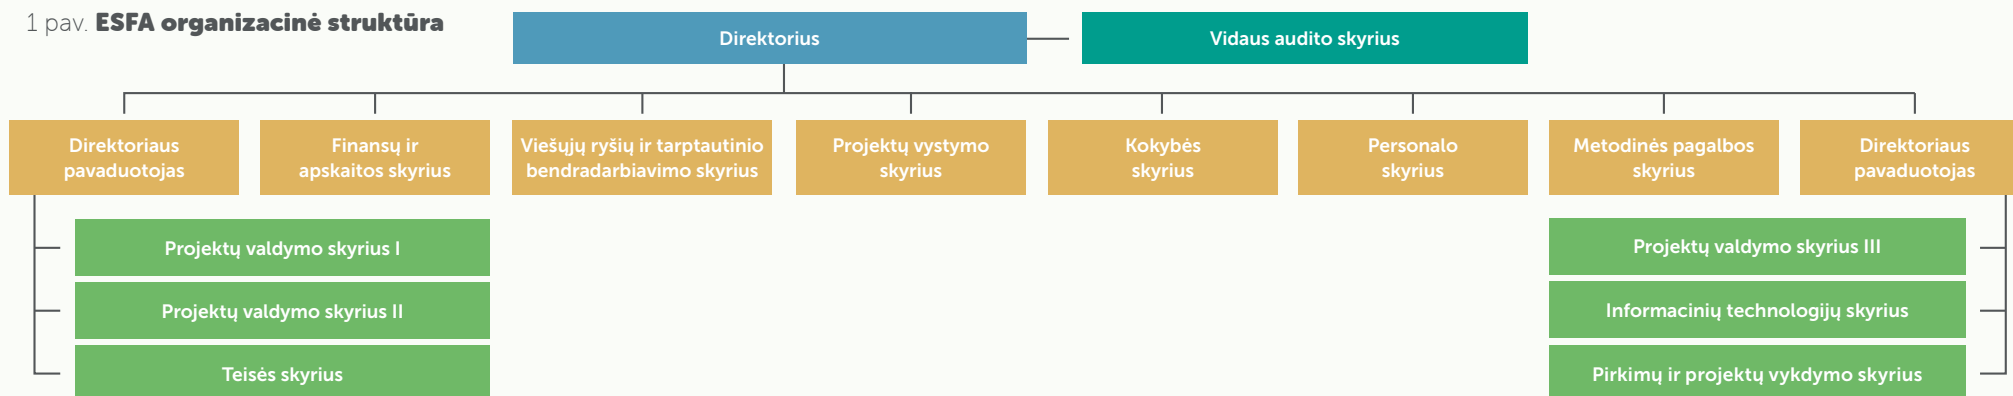 1 pav. ESFA organizacinė struktūra
Direktorius
Vidaus audito skyrius
Direktoriaus
pavaduotojas
Finansų ir
apskaitos skyrius
Viešųjų ryšių ir tarptautinio
bendradarbiavimo skyrius
Projektų vystymo
skyrius
Kokybės
skyrius
Personalo
skyrius
Metodinės pagalbos
skyrius
Direktoriaus
pavaduotojas
Projektų valdymo skyrius I
Projektų valdymo skyrius II
Teisės skyrius
Projektų valdymo skyrius III
Informacinių technologijų skyrius
Pirkimų ir projektų vykdymo skyrius